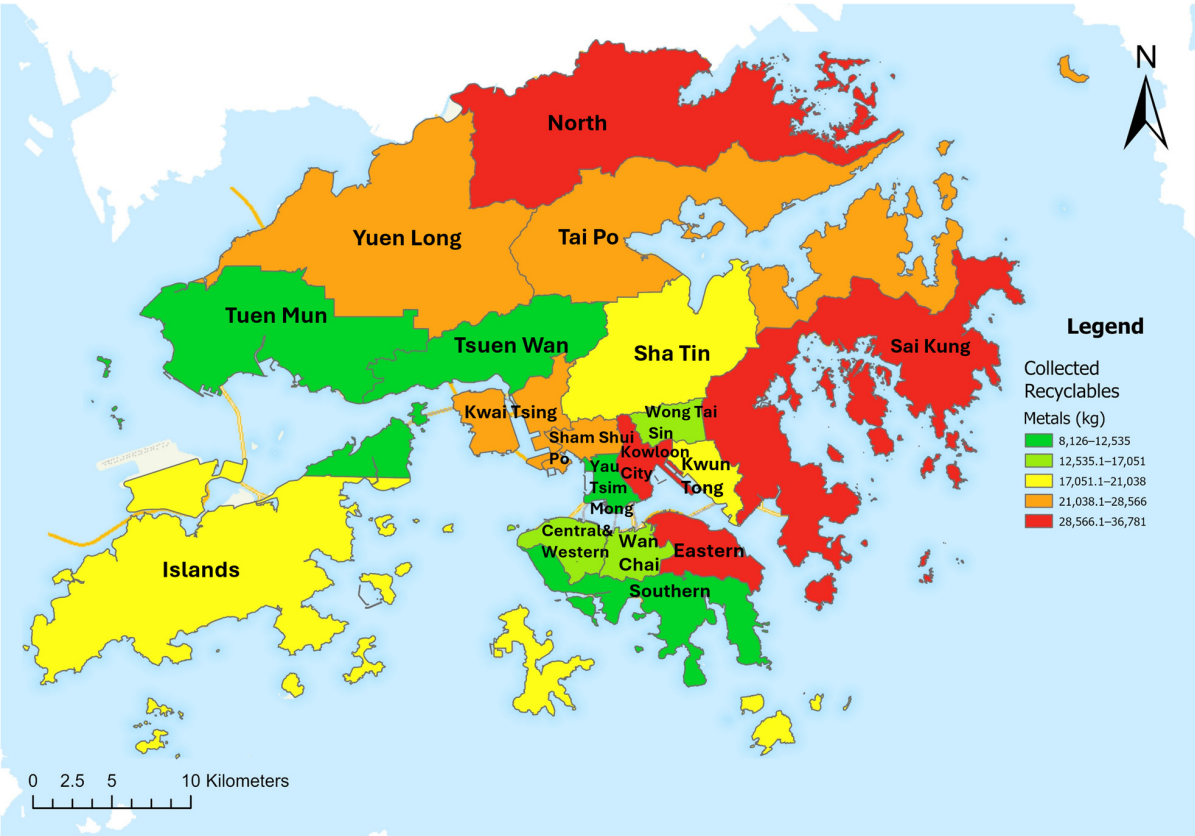 N
North
Yuen Long
Tai Po
Tuen Mun
Tsuen Wan
Sha Tin
Sai Kung
Kwai Tsing
Wong Tai
Sin
Sham Shui
Po
Kowloon
City
Kwun
Tong
Yau
Tsim
Mong
Central&
Western
Wan
Chai
Eastern
Southern
Islands
Legend
Collected
Recyclables
Metals (kg)
8,126–12,535
12,535.1–17,051
17,051.1–21,038
21,038.1–28,566
28,566.1–36,781
0 2.5 5 10 Kilometers